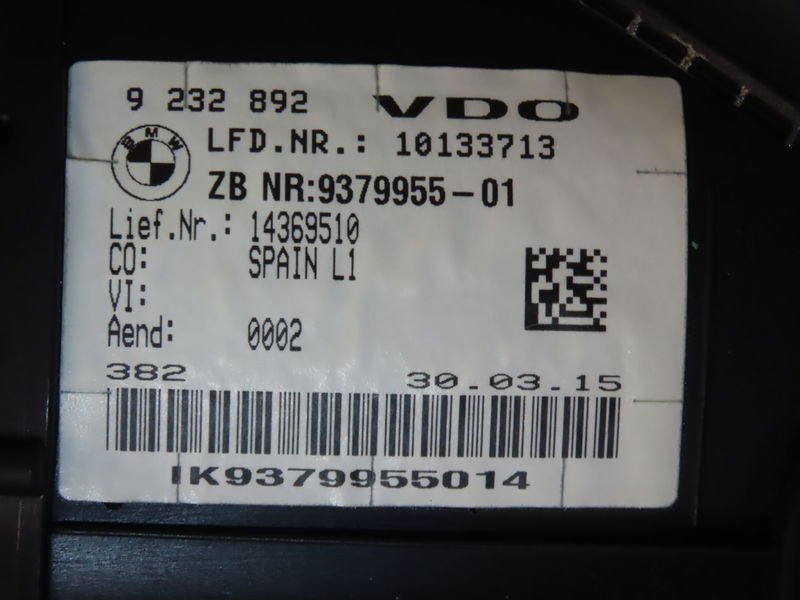 9 232 892 VDO
BMW
LFD.NR.: 10133713
ZB NR:9379955-01
Lief.Nr.: 14369510
CO: SPAIN L1
VI:
Aend: 0002
382 30.03.15
IK9379955014